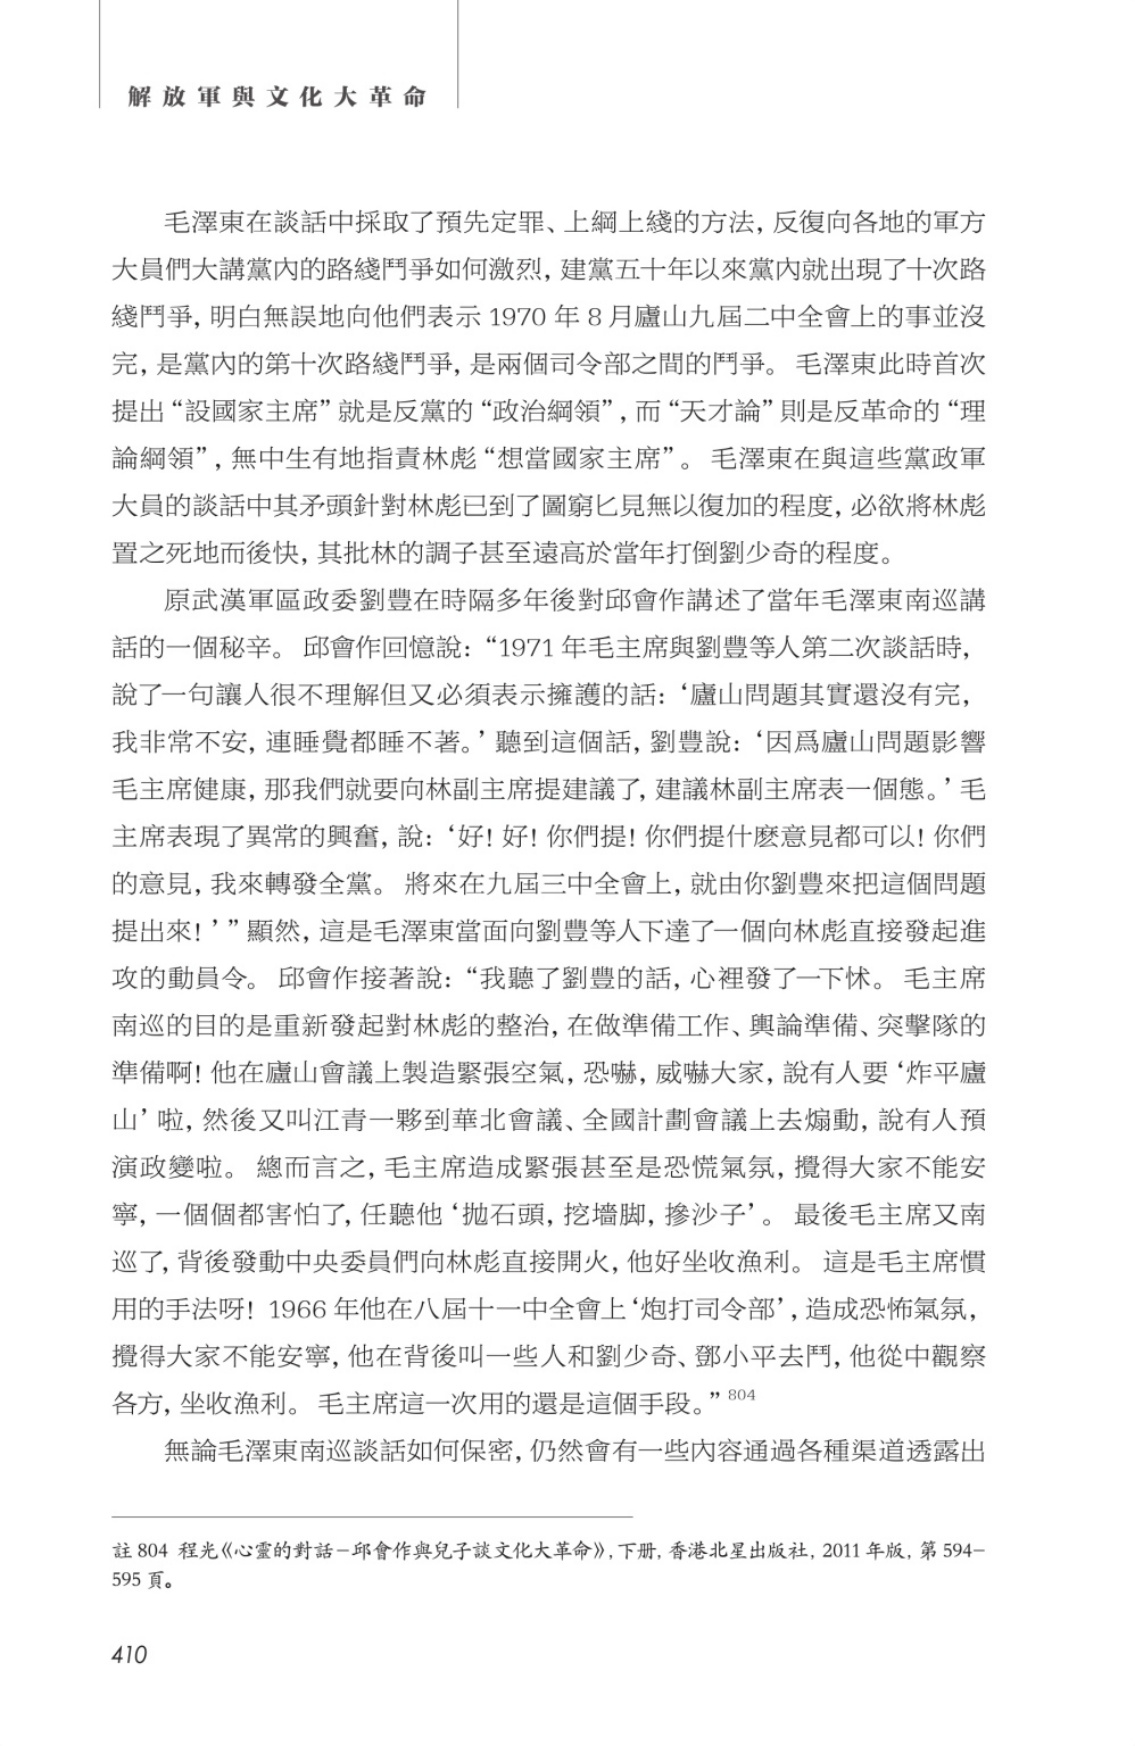 解放軍與文化大革命
毛澤東在談話中採取了預先定罪、上綱上綫的方法,反復向各地的軍方
大員們大講黨內的路綫鬥爭如何激烈,建黨五十年以來黨內就出現了十次路
綫鬥爭,明白無誤地向他們表示 1970 年 8 月廬山九屆二中全會上的事並沒
完,是黨內的第十次路綫鬥爭,是兩個司令部之間的鬥爭。 毛澤東此時首次
提出“設國家主席”就是反黨的“政治綱領”,而“天才論”則是反革命的“理
論綱領”,無中生有地指責林彪“想當國家主席”。 毛澤東在與這些黨政軍
大員的談話中其矛頭針對林彪已到了圖窮匕見無以復加的程度,必欲將林彪
置之死地而後快,其批林的調子甚至遠高於當年打倒劉少奇的程度。
原武漢軍區政委劉豐在時隔多年後對邱會作講述了當年毛澤東南巡講
話的一個秘辛。 邱會作回憶說:“1971 年毛主席與劉豐等人第二次談話時,
說了一句讓人很不理解但又必須表示擁護的話:‘廬山問題其實還沒有完,
我非常不安,連睡覺都睡不著。’聽到這個話,劉豐說:‘因爲廬山問題影響
毛主席健康,那我們就要向林副主席提建議了,建議林副主席表一個態。’毛
主席表現了異常的興奮,說:‘好!好!你們提!你們提什麽意見都可以!你們
的意見,我來轉發全黨。 將來在九屆三中全會上,就由你劉豐來把這個問題
提出來!’”顯然,這是毛澤東當面向劉豐等人下達了一個向林彪直接發起進
攻的動員令。 邱會作接著說:“我聽了劉豐的話,心裡發了一下怵。 毛主席
南巡的目的是重新發起對林彪的整治,在做準備工作、輿論準備、突擊隊的
準備啊!他在廬山會議上製造緊張空氣,恐嚇,威嚇大家,說有人要‘炸平廬
山’啦,然後又叫江青一夥到華北會議、全國計劃會議上去煽動,說有人預
演政變啦。 總而言之,毛主席造成緊張甚至是恐慌氣氛,攪得大家不能安
寧,一個個都害怕了,任聽他‘拋石頭,挖墻脚,摻沙子’。 最後毛主席又南
巡了,背後發動中央委員們向林彪直接開火,他好坐收漁利。 這是毛主席慣
用的手法呀! 1966 年他在八屆十一中全會上‘炮打司令部’,造成恐怖氣氛,
攪得大家不能安寧,他在背後叫一些人和劉少奇、鄧小平去鬥,他從中觀察
各方,坐收漁利。 毛主席這一次用的還是這個手段。”804
無論毛澤東南巡談話如何保密,仍然會有一些內容通過各種渠道透露出
註 804 程光《心靈的對話-邱會作與兒子談文化大革命》,下册,香港北星出版社,2011 年版,第 594-
595 頁。
410